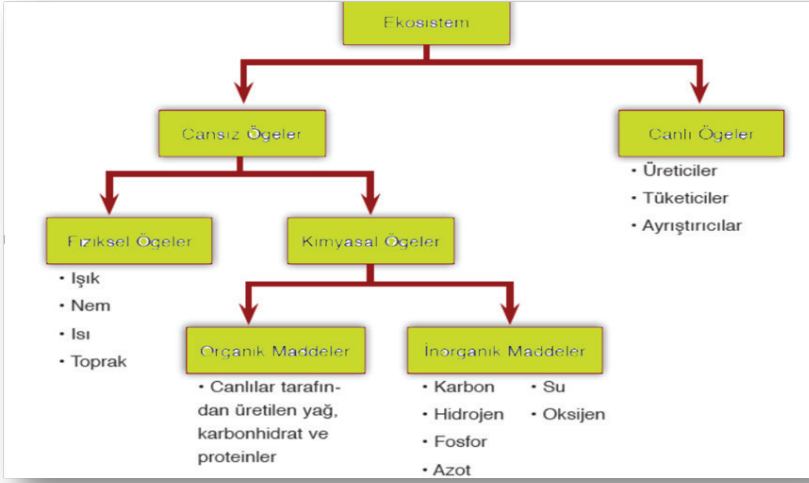 Ekosistem
Cansız Ögeler
Canlı Ögeler
• Üreticiler
• Tüketiciler
• Ayrıştırıcılar
Fiziksel Ögeler
Kimyasal Ögeler
• Işık
• Nem
• Isı
• Toprak
Organik Maddeler
İnorganik Maddeler
• Canlılar tarafın-
dan üretilen yağ,
karbonhidrat ve
proteinler
• Karbon
• Hidrojen
• Fosfor
• Azot
• Su
• Oksijen